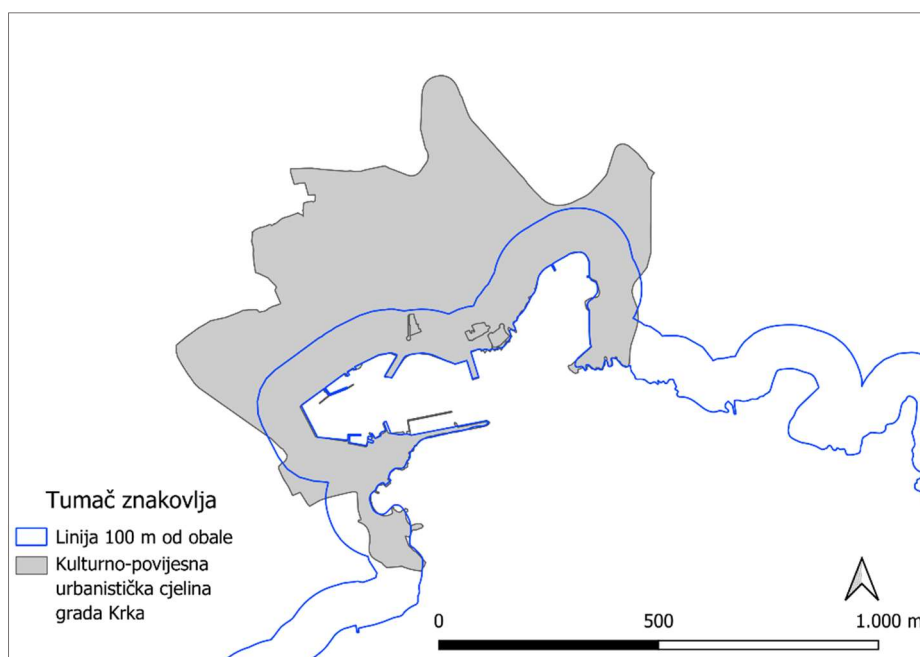 Tumač znakovlja
Linija 100 m od obale
Kulturno-povijesna
urbanistička cjelina
grada Krka
0 500 1.000 m